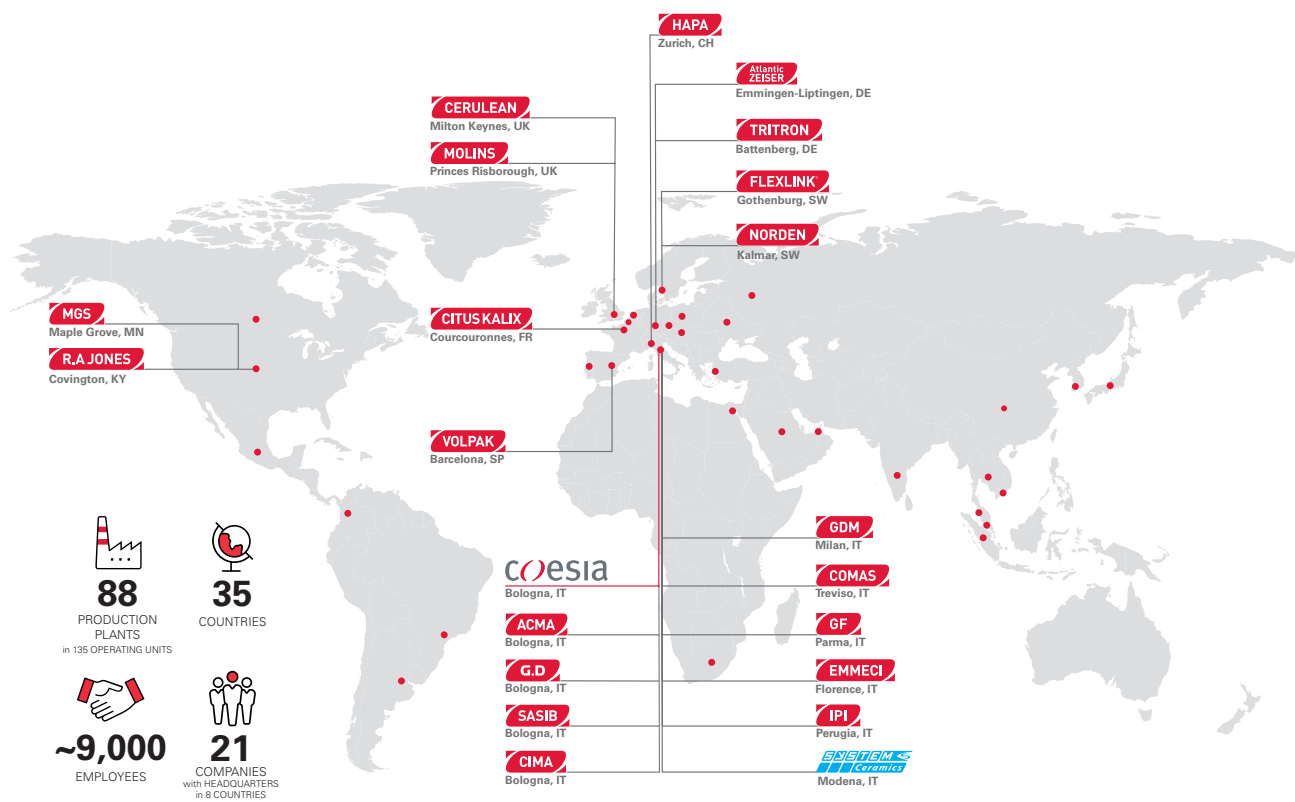 HAPA
Zurich, CH
Atlantic
ZEISER
Emmingen-Liptingen, DE
CERULEAN
Milton Keynes, UK
TRITRON
Battenberg, DE
MOLINS
Princes Risborough, UK
FLEXLINK
Gothenburg, SW
NORDEN
Kalmar, SW
MGS
Maple Grove, MN
CITUS KALIX
Courcouronnes, FR
R.A JONES
Covington, KY
VOLPAK
Barcelona, SP
88
PRODUCTION
PLANTS
in 135 OPERATING UNITS
35
COUNTRIES
~9,000
EMPLOYEES
21
COMPANIES
with HEADQUARTERS
in 8 COUNTRIES
coesia
Bologna, IT
ACMA
Bologna, IT
G.D
Bologna, IT
SASIB
Bologna, IT
CIMA
Bologna, IT
GDM
Milan, IT
COMAS
Treviso, IT
GF
Parma, IT
EMMECI
Florence, IT
IPI
Perugia, IT
SYSTEM
Ceramics
Modena, IT